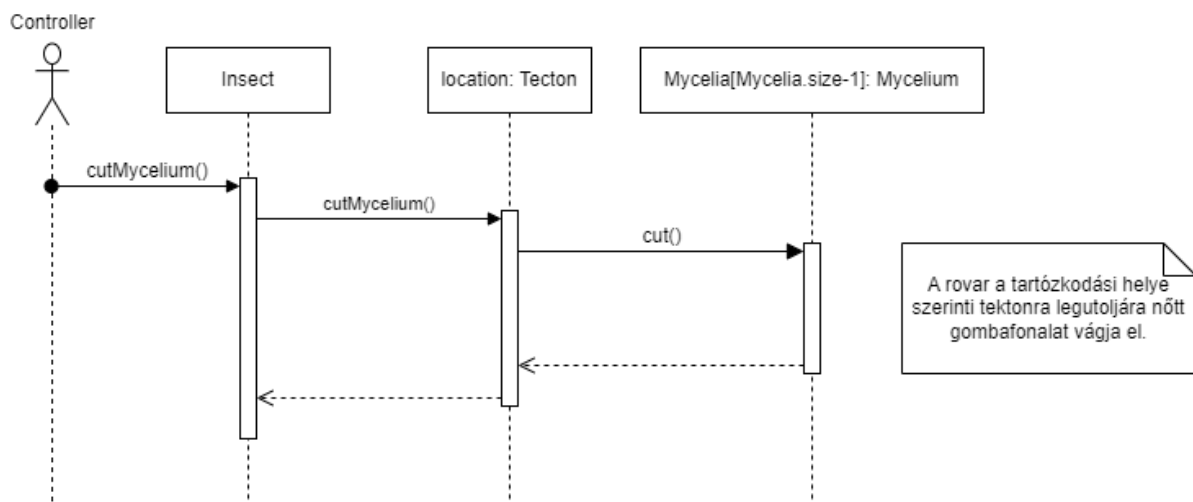 Controller
Insect
location: Tecton
Mycelia[Mycelia.size-1]: Mycelium
cutMycelium()
cutMycelium()
cut()
A rovar a tartózkodási helye
szerinti tektonra legutoljára nőtt
gombafonalat vágja el.